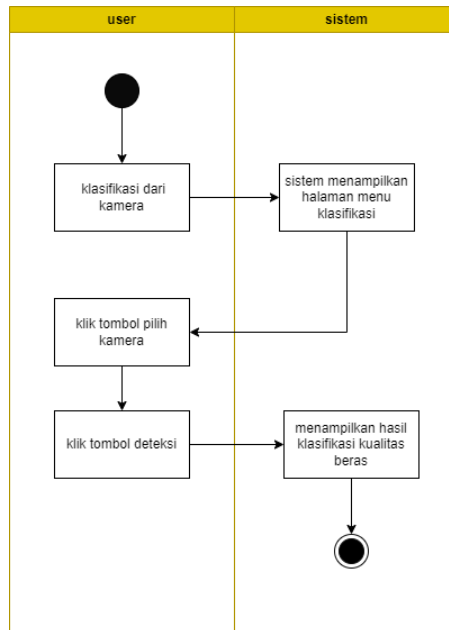 user
sistem
klasifikasi dari
kamera
sistem menampilkan
halaman menu
klasifikasi
klik tombol pilih
kamera
klik tombol deteksi
menampilkan hasil
klasifikasi kualitas
beras